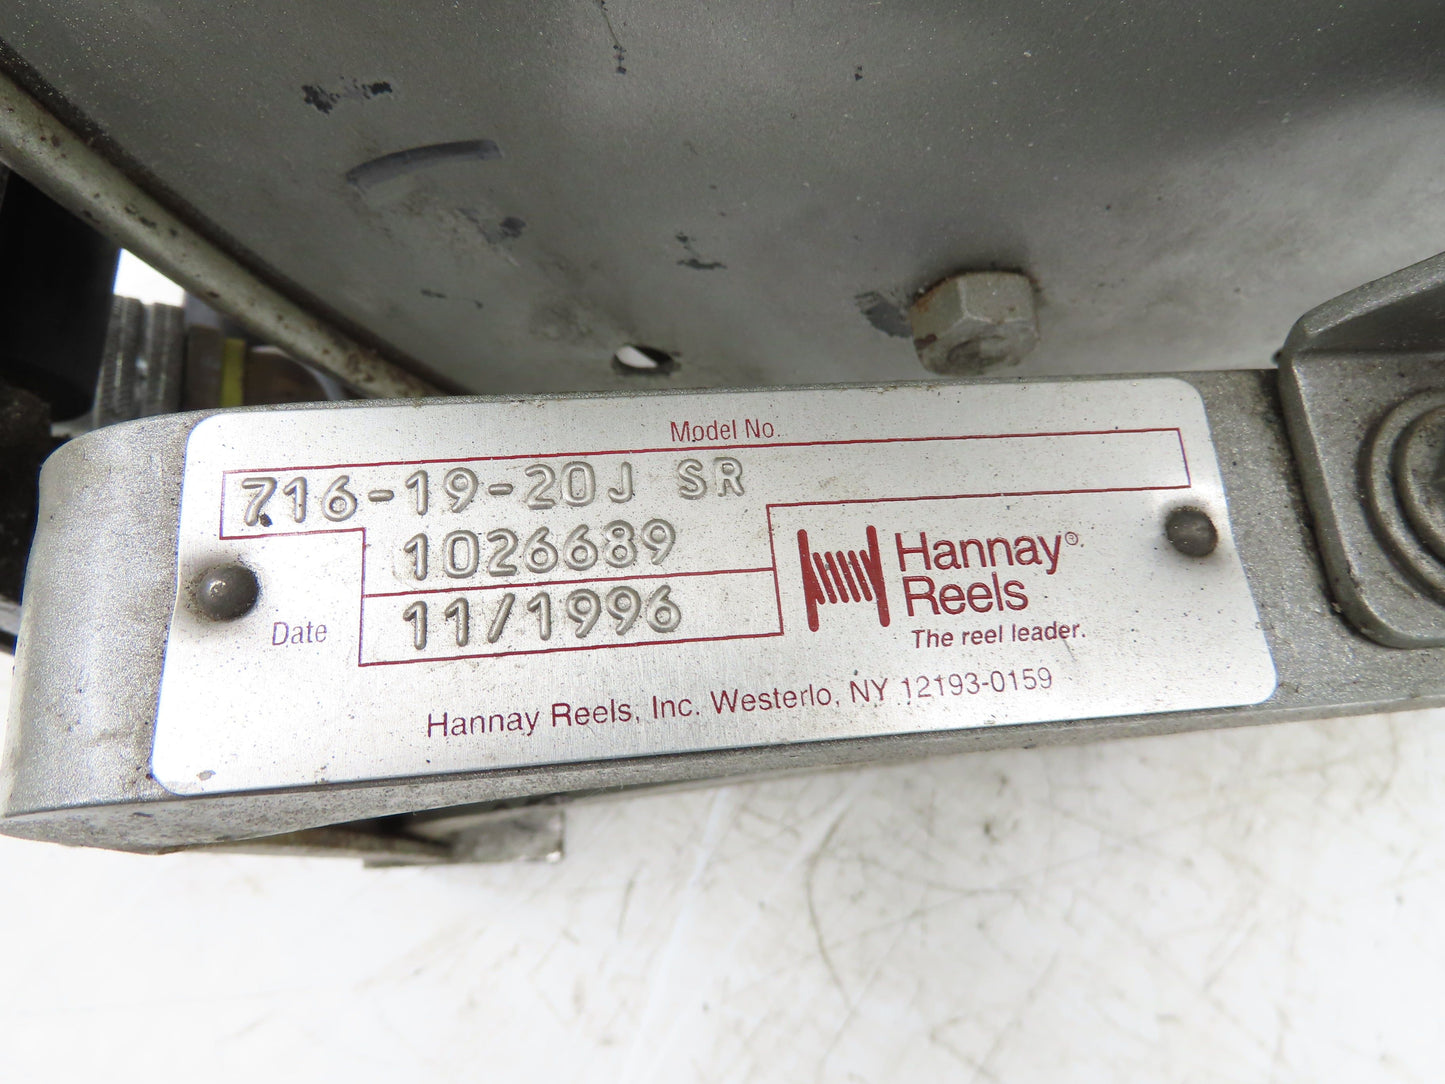 Model No.
716-19-20J SR
1026689
Date 11/1996
Hannay®
Reels
The reel leader.
Hannay Reels, Inc. Westerlo, NY 12193-0159